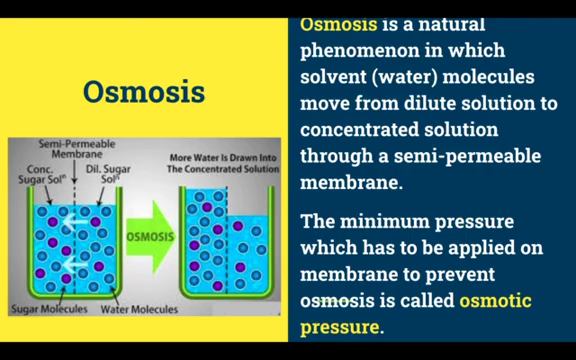 Osmosis
Semi-Permeable
Membrane
Conc.
Sugar Solⁿ
Dil. Sugar
Solⁿ
More Water is Drawn Into
The Concentrated Solution
OSMOSIS
Sugar Molecules
Water Molecules
Osmosis is a natural
phenomenon in which
solvent (water) molecules
move from dilute solution to
concentrated solution
through a semi-permeable
membrane.
The minimum pressure
which has to be applied on
membrane to prevent
osmosis is called osmotic
pressure.